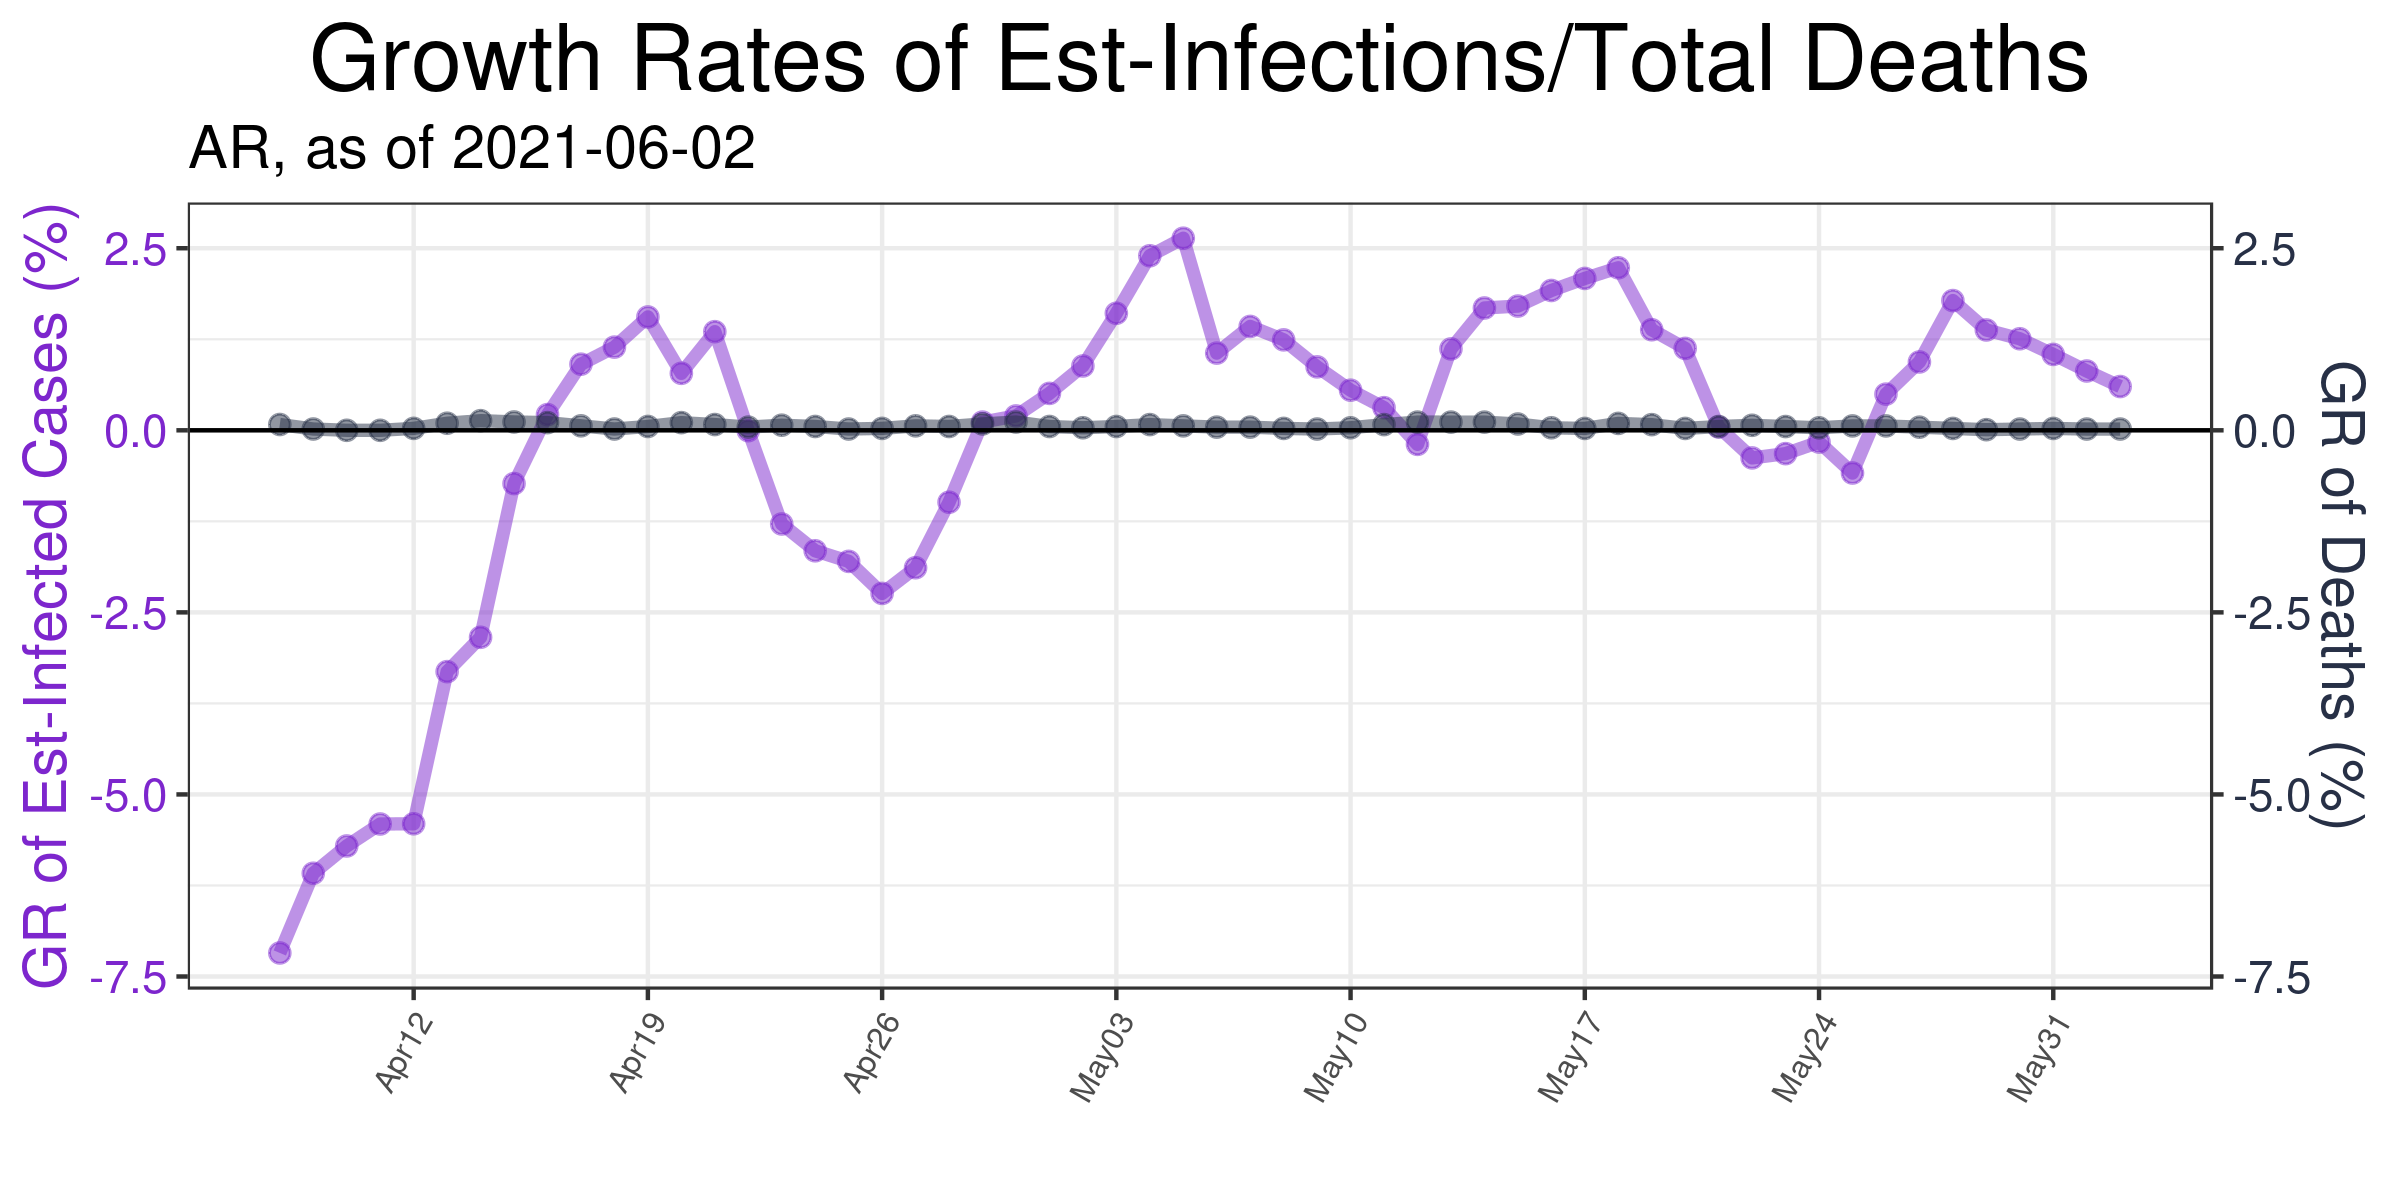 Growth Rates of Est-Infections/Total Deaths
AR, as of 2021-06-02
GR of Est-Infected Cases (%)
2.5
0.0
-2.5
-5.0
-7.5
2.5
0.0
-2.5
-5.0
-7.5
GR of Deaths (%)
Apr12
Apr19
Apr26
May03
May10
May17
May24
May31